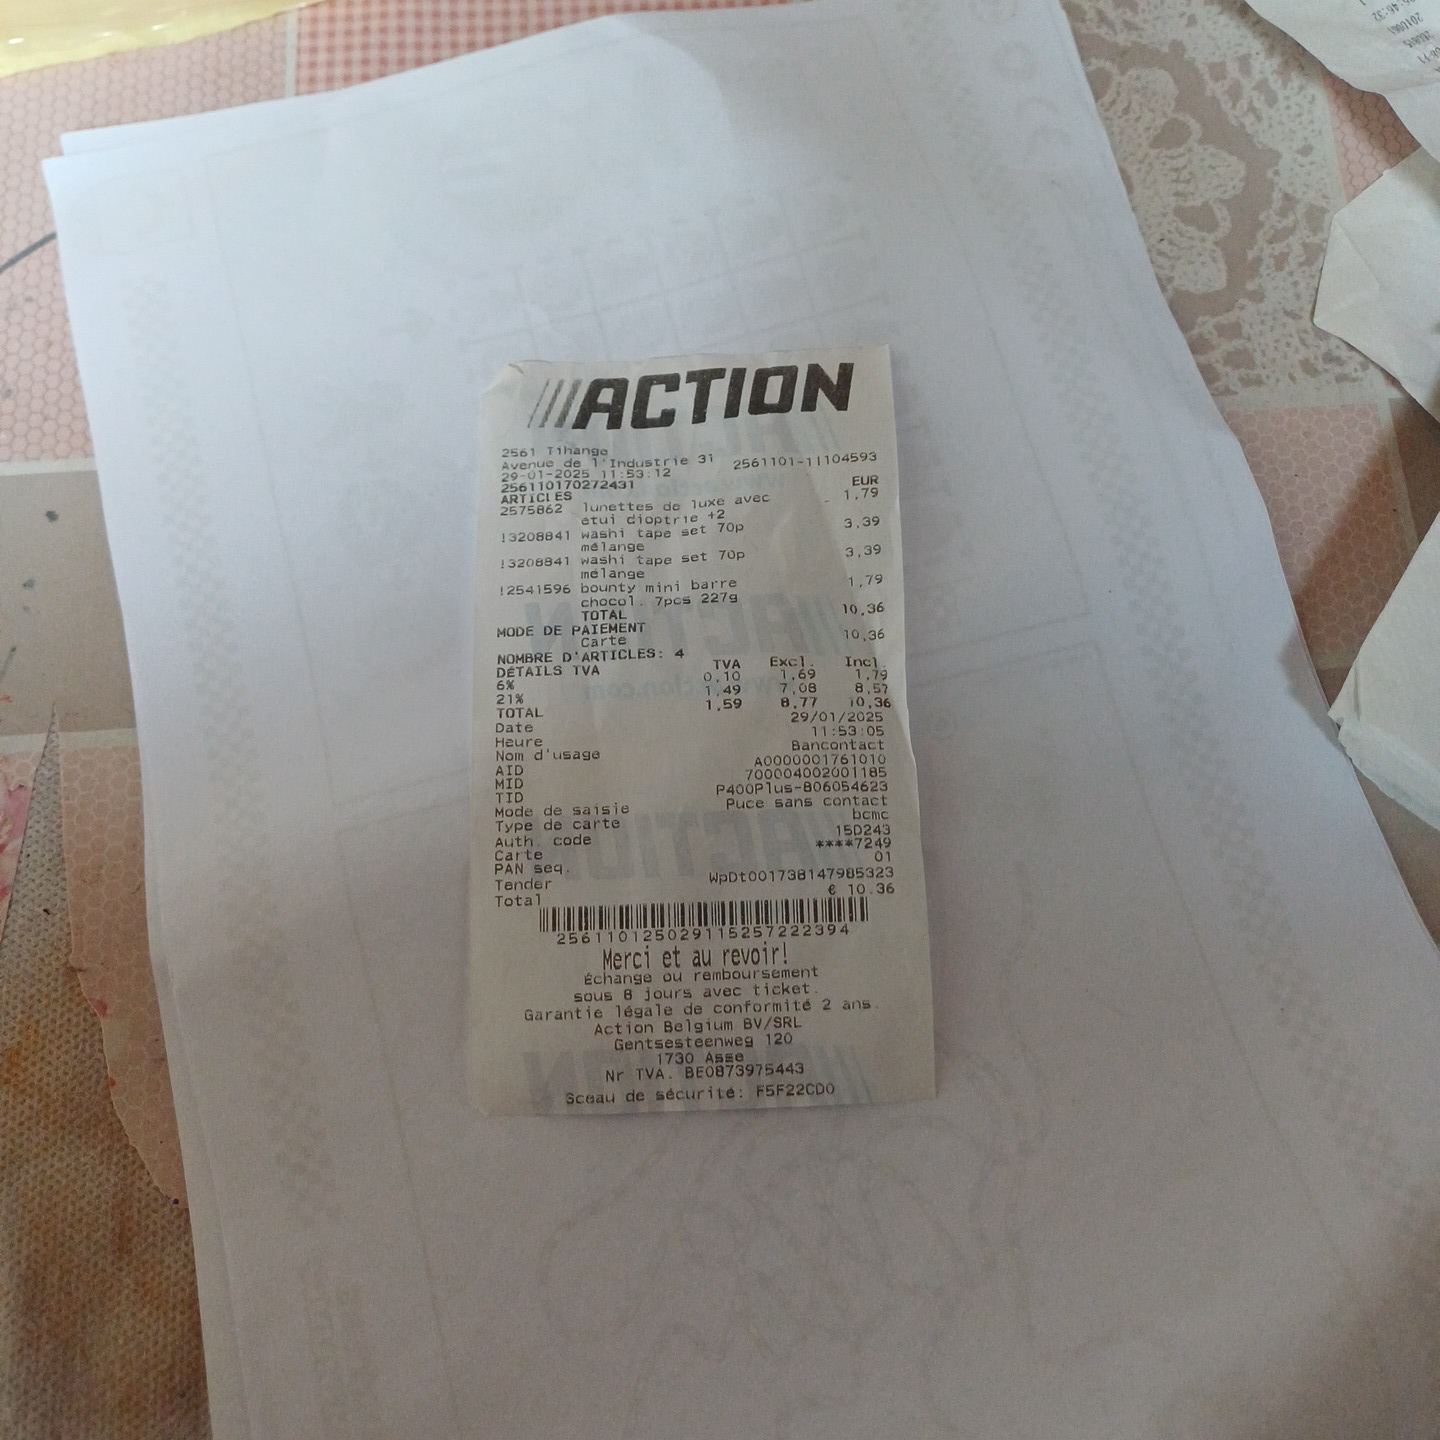 ACTION
2561 Tihange
Avenue de l'Industrie 31 2561101-11104593
29-01-2025 11:53:12
256110170272431 EUR
ARTICLES
2575862 lunettes de luxe avec 1,79
etui dioptrie +2
!3208841 washi tape set 70p 3,39
mélange
!3208841 washi tape set 70p 3,39
mélange
!2541596 bounty mini barre 1,79
chocol. 7pcs 227g
TOTAL 10,36
MODE DE PAIEMENT
Carte 10,36
NOMBRE D'ARTICLES: 4
DÉTAILS TVA TVA Excl. Incl.
6% 0,10 1,69 1,79
21% 1,49 7,08 8,57
TOTAL 1,59 8,77 10,36
Date 29/01/2025
Heure 11:53:05
Nom d'usage Bancontact
AID A0000001761010
MID 700004002001185
TID P400Plus-806054623
Mode de saisie Puce sans contact
Type de carte bcmc
Auth. code 15D243
Carte ****7249
PAN seq. 01
Tender WpDt001738147985323
Total € 10.36
256110125029115257222394
Merci et au revoir!
Échange ou remboursement
sous 8 jours avec ticket.
Garantie légale de conformité 2 ans.
Action Belgium BV/SRL
Gentsesteenweg 120
1730 Asse
Nr TVA. BE0873975443
Sceau de sécurité: F5F22CD0